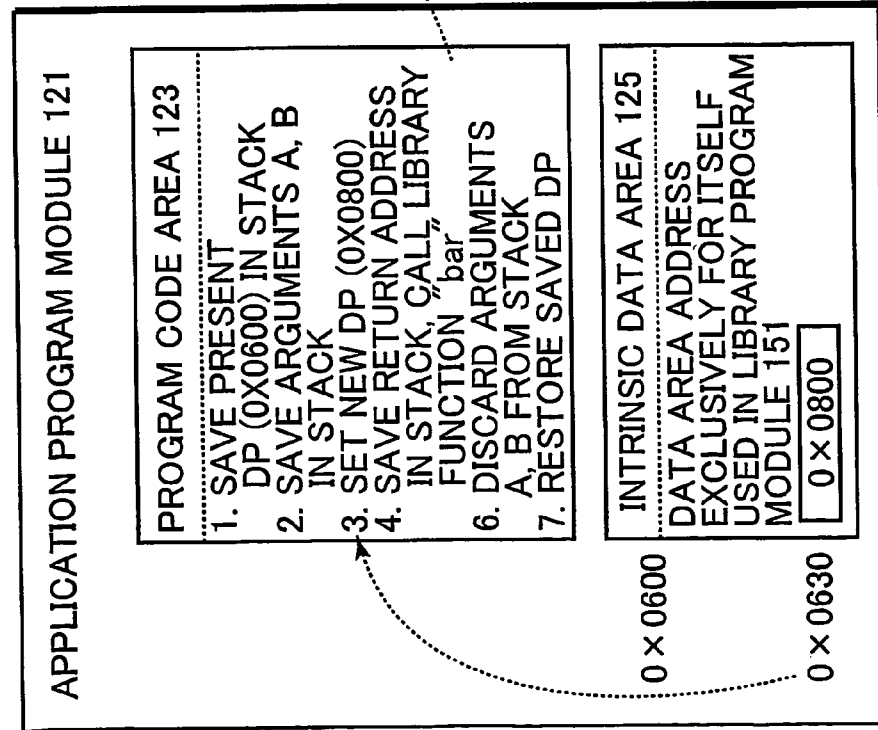 APPLICATION PROGRAM MODULE 121
PROGRAM CODE AREA 123
1. SAVE PRESENT
DP (0X0600) IN STACK
2. SAVE ARGUMENTS A, B
IN STACK
3. SET NEW DP (0X0800)
4. SAVE RETURN ADDRESS
IN STACK, CALL LIBRARY
FUNCTION "bar"
6. DISCARD ARGUMENTS
A, B FROM STACK
7. RESTORE SAVED DP
0×0600
INTRINSIC DATA AREA 125
DATA AREA ADDRESS
EXCLUSIVELY FOR ITSELF
USED IN LIBRARY PROGRAM
MODULE 151
0×0630
0×0800